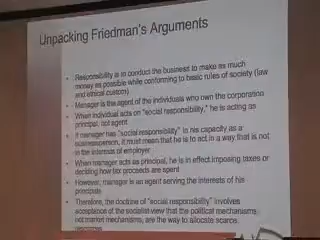 Unpacking Friedman's Arguments
• Responsibility is to conduct the business to make as much
money as possible while conforming to basic rules of society (law
and ethical custom)
• Manager is the agent of the individuals who own the corporation
• When individual acts on "social responsibility," he is acting as
principal, not agent
• If manager has "social responsibility" in his capacity as a
businessperson, it must mean that he is to act in a way that is not
in the interests of employer
• When manager acts as principal, he is in effect imposing taxes or
deciding how tax proceeds are spent
• However, manager is an agent serving the interests of his
principals
• Therefore, the doctrine of "social responsibility" involves
acceptance of the socialist view that the political mechanisms,
not market mechanisms, are the way to allocate scarce
resources